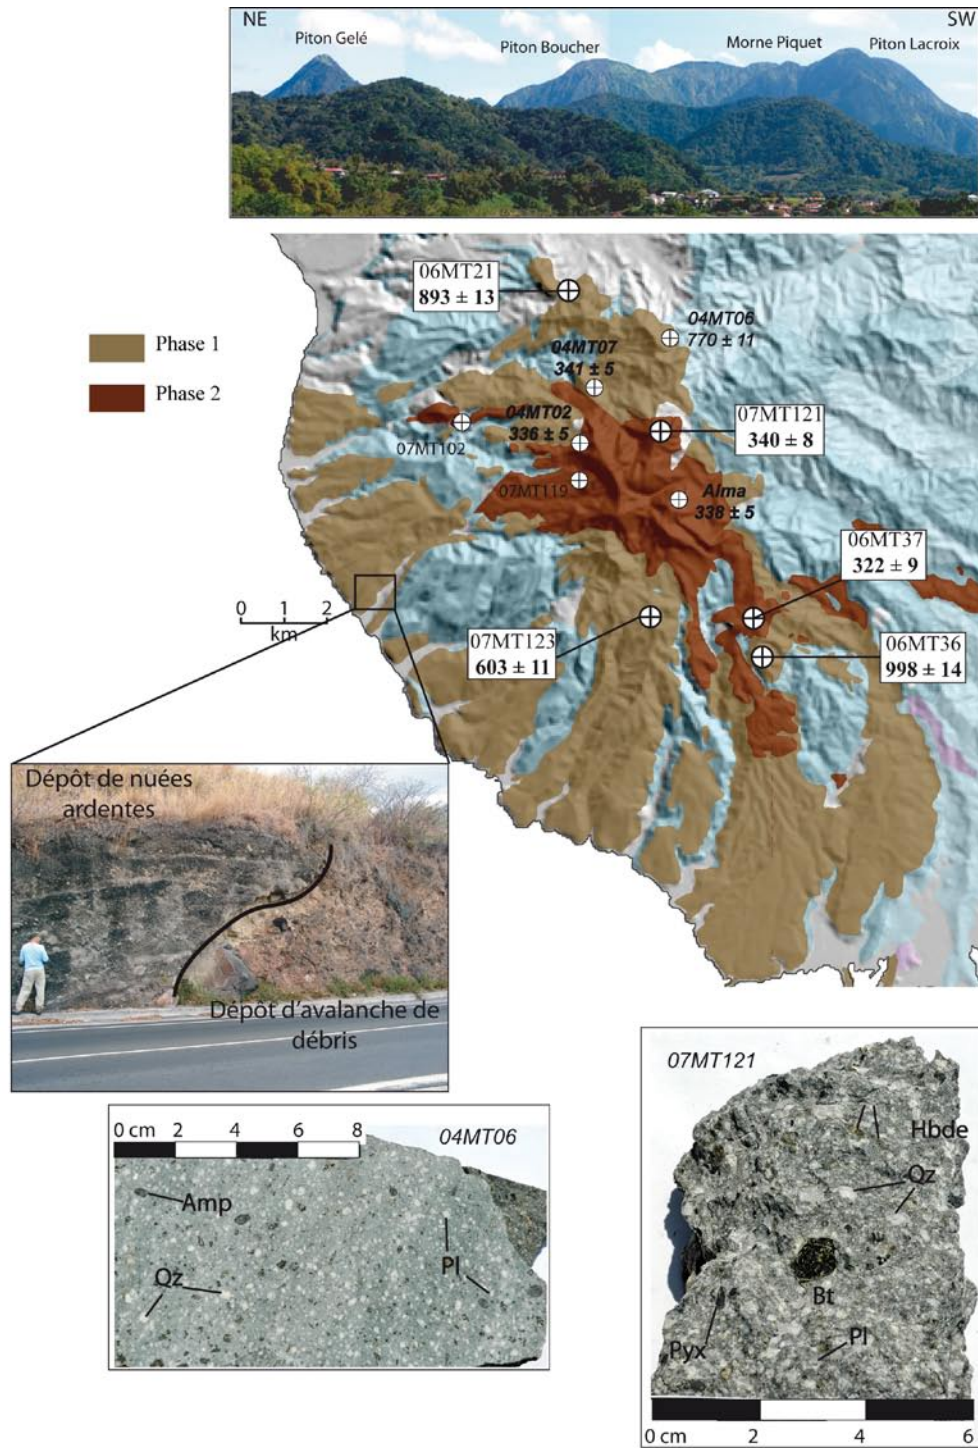 NE
SW
Piton Gelé
Piton Boucher
Morne Piquet
Piton Lacroix
06MT21
893 ± 13
Phase 1
Phase 2
04MT06
770 ± 11
04MT07
341 ± 5
04MT02
336 ± 5
07MT121
340 ± 8
07MT102
07MT119
Alma
338 ± 5
06MT37
322 ± 9
0 1 2
km
07MT123
603 ± 11
06MT36
998 ± 14
Dépôt de nuées
ardentes
Dépôt d'avalanche de
débris
0 cm 2 4 6 8
04MT06
Amp
Qz
Pl
07MT121
Hbde
Qz
Bt
Pyx
Pl
0 cm 2 4 6